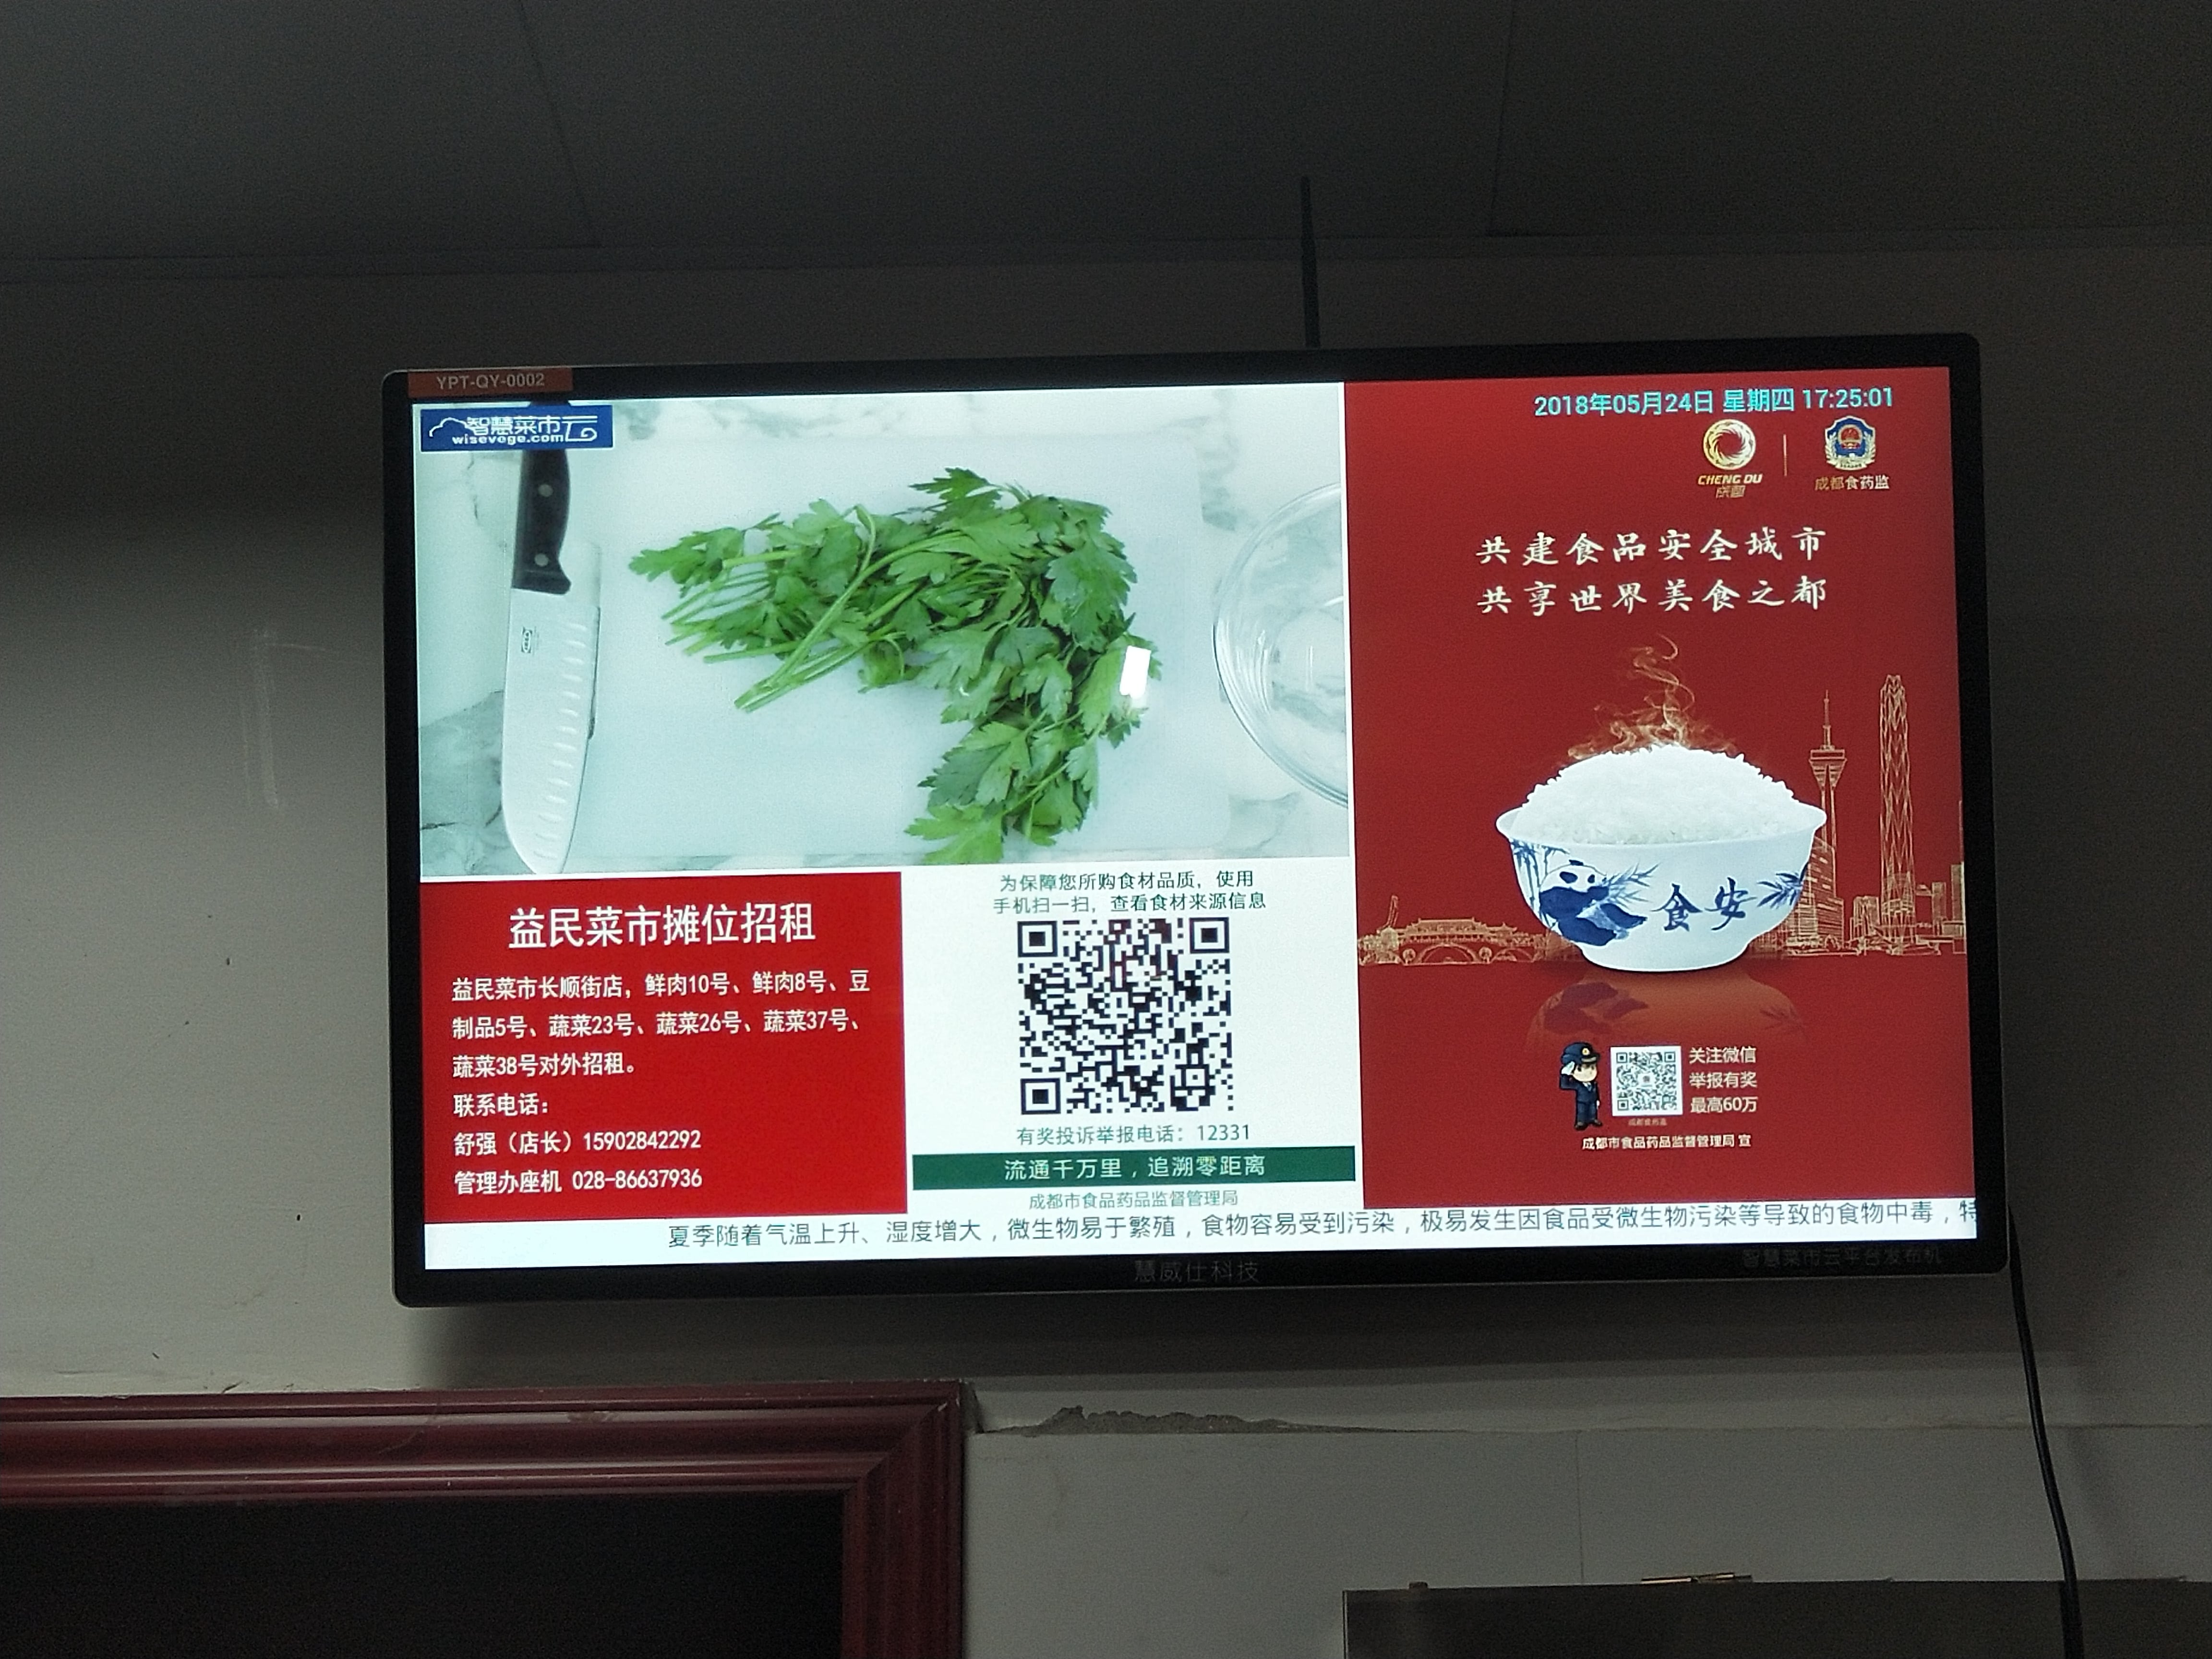 YPT-QY-0002
智慧菜市云
wisevege.com
2018年05月24日 星期四 17:25:01
CHENG DU
成都
成都食药监
共建食品安全城市
共享世界美食之都
食安
益民菜市摊位招租
益民菜市长顺街店，鲜肉10号、鲜肉8号、豆
制品5号、蔬菜23号、蔬菜26号、蔬菜37号、
蔬菜38号对外招租。
联系电话：
舒强（店长）15902842292
管理办座机 028-86637936
为保障您所购食材品质，使用
手机扫一扫，查看食材来源信息
有奖投诉举报电话：12331
流通千万里，追溯零距离
成都市食品药品监督管理局
关注微信
举报有奖
最高60万
成都食药监
成都市食品药品监督管理局 宣
夏季随着气温上升、湿度增大，微生物易于繁殖，食物容易受到污染，极易发生因食品受微生物污染等导致的食物中毒，特
慧威仕科技
智慧菜市云平台发布机